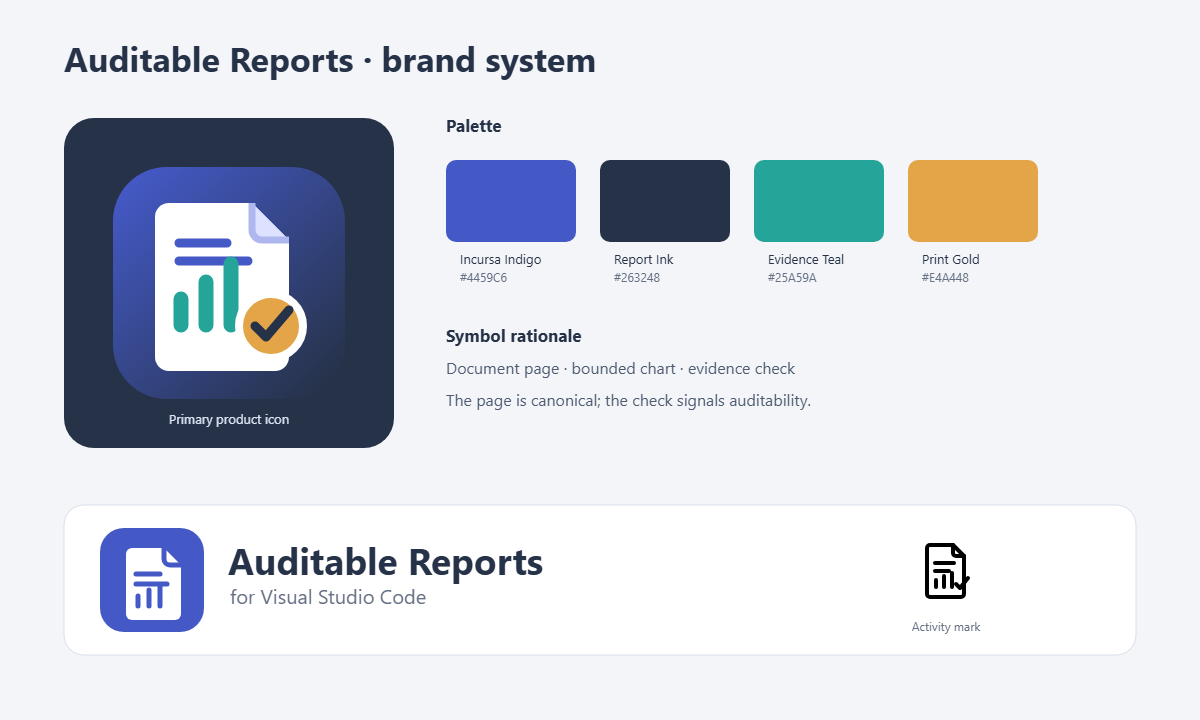 Auditable Reports · brand system
Primary product icon
Palette
Incursa Indigo
#4459C6
Report Ink
#263248
Evidence Teal
#25A59A
Print Gold
#E4A448
Symbol rationale
Document page · bounded chart · evidence check
The page is canonical; the check signals auditability.
Auditable Reports
for Visual Studio Code
Activity mark